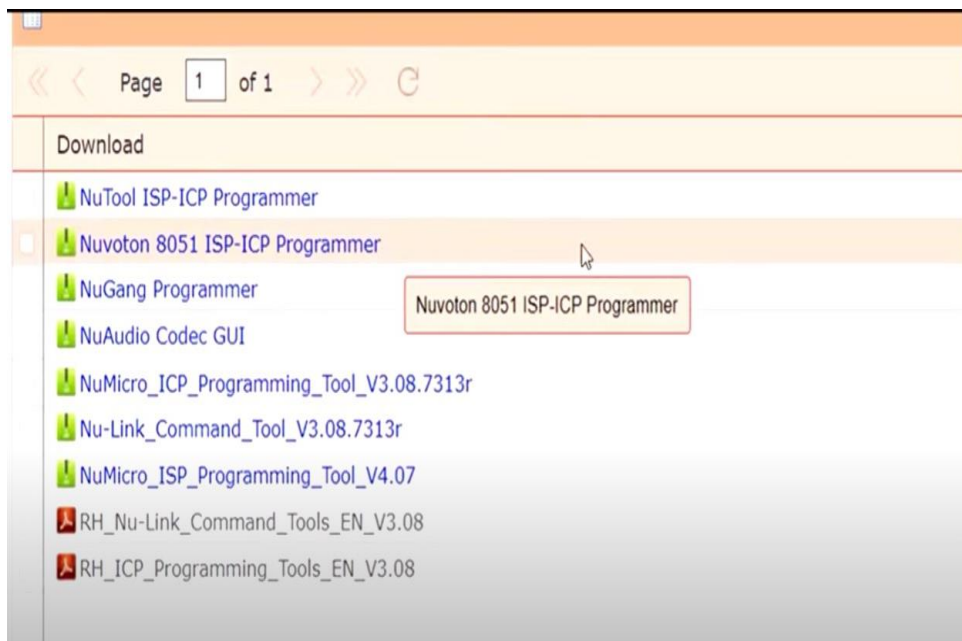 Page 1 of 1
Download
NuTool ISP-ICP Programmer
Nuvoton 8051 ISP-ICP Programmer
NuGang Programmer
Nuvoton 8051 ISP-ICP Programmer
NuAudio Codec GUI
NuMicro_ICP_Programming_Tool_V3.08.7313r
Nu-Link_Command_Tool_V3.08.7313r
NuMicro_ISP_Programming_Tool_V4.07
RH_Nu-Link_Command_Tools_EN_V3.08
RH_ICP_Programming_Tools_EN_V3.08